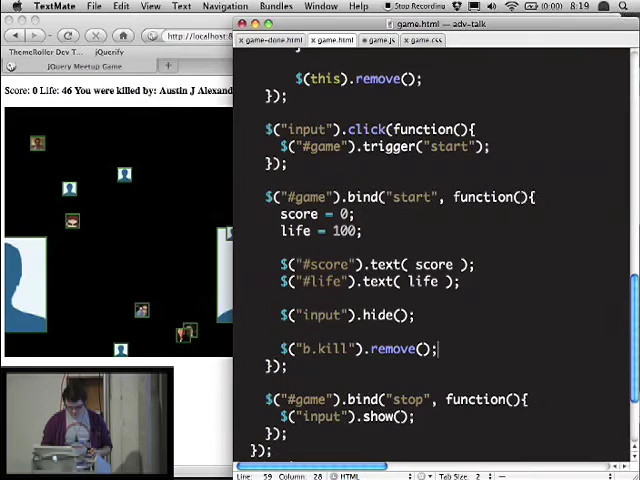 TextMate File Edit View Text Navigation Bundles Window Help Stop Recording (0:00) 8:19
game.html — adv-talk
game-done.html game.html game.js game.css
http://localhost:
ThemeRoller Dev T... jQuerify
jQuery Meetup Game
Score: 0 Life: 46 You were killed by: Austin J Alexand
$(this).remove();
});
$("input").click(function(){
$("#game").trigger("start");
});
$("#game").bind("start", function(){
score = 0;
life = 100;
$("#score").text( score );
$("#life").text( life );
$("input").hide();
$("b.kill").remove();
});
$("#game").bind("stop", function(){
$("input").show();
});
});
Line: 59 Column: 28 Tab Size: 2